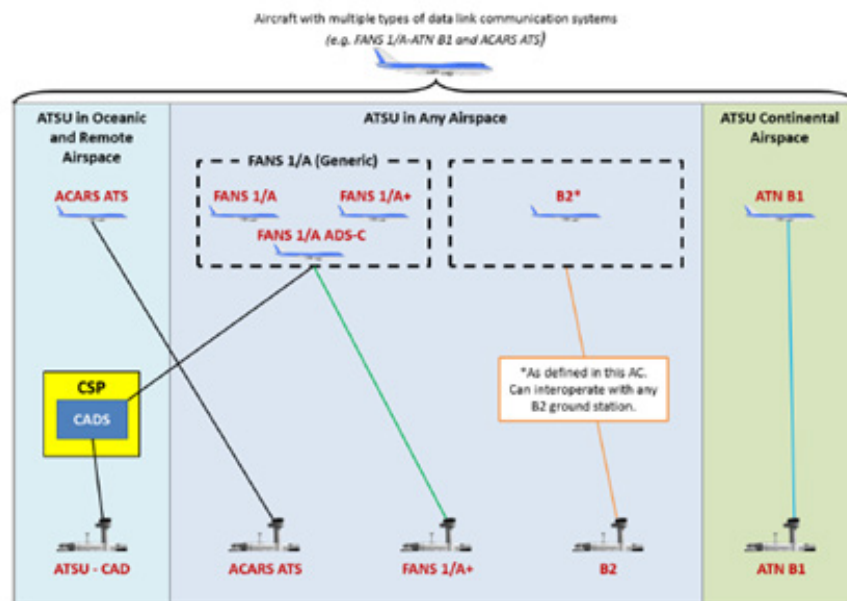 Aircraft with multiple types of data link communication systems
(e.g. FANS 1/A-ATN B1 and ACARS ATS)
ATSU in Oceanic
and Remote
Airspace
ATSU in Any Airspace
ATSU Continental
Airspace
FANS 1/A (Generic)
ACARS ATS
FANS 1/A
FANS 1/A+
FANS 1/A ADS-C
B2*
ATN B1
CSP
CADS
*As defined in this AC.
Can interoperate with any
B2 ground station.
ATSU - CAD
ACARS ATS
FANS 1/A+
B2
ATN B1